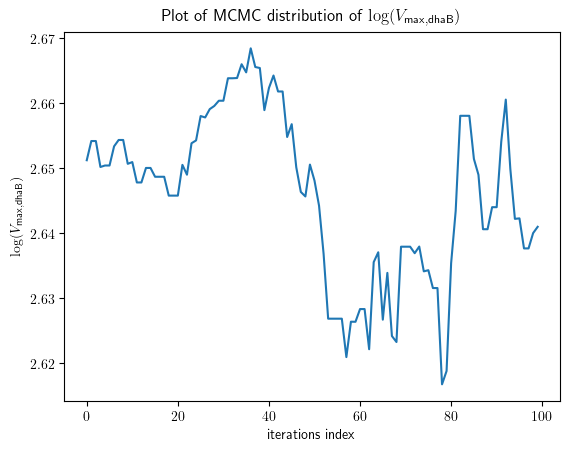 Plot of MCMC distribution of log(V_max,dhaB)
2.67
2.66
2.65
2.64
2.63
2.62
log(V_max,dhaB)
0 20 40 60 80 100
iterations index